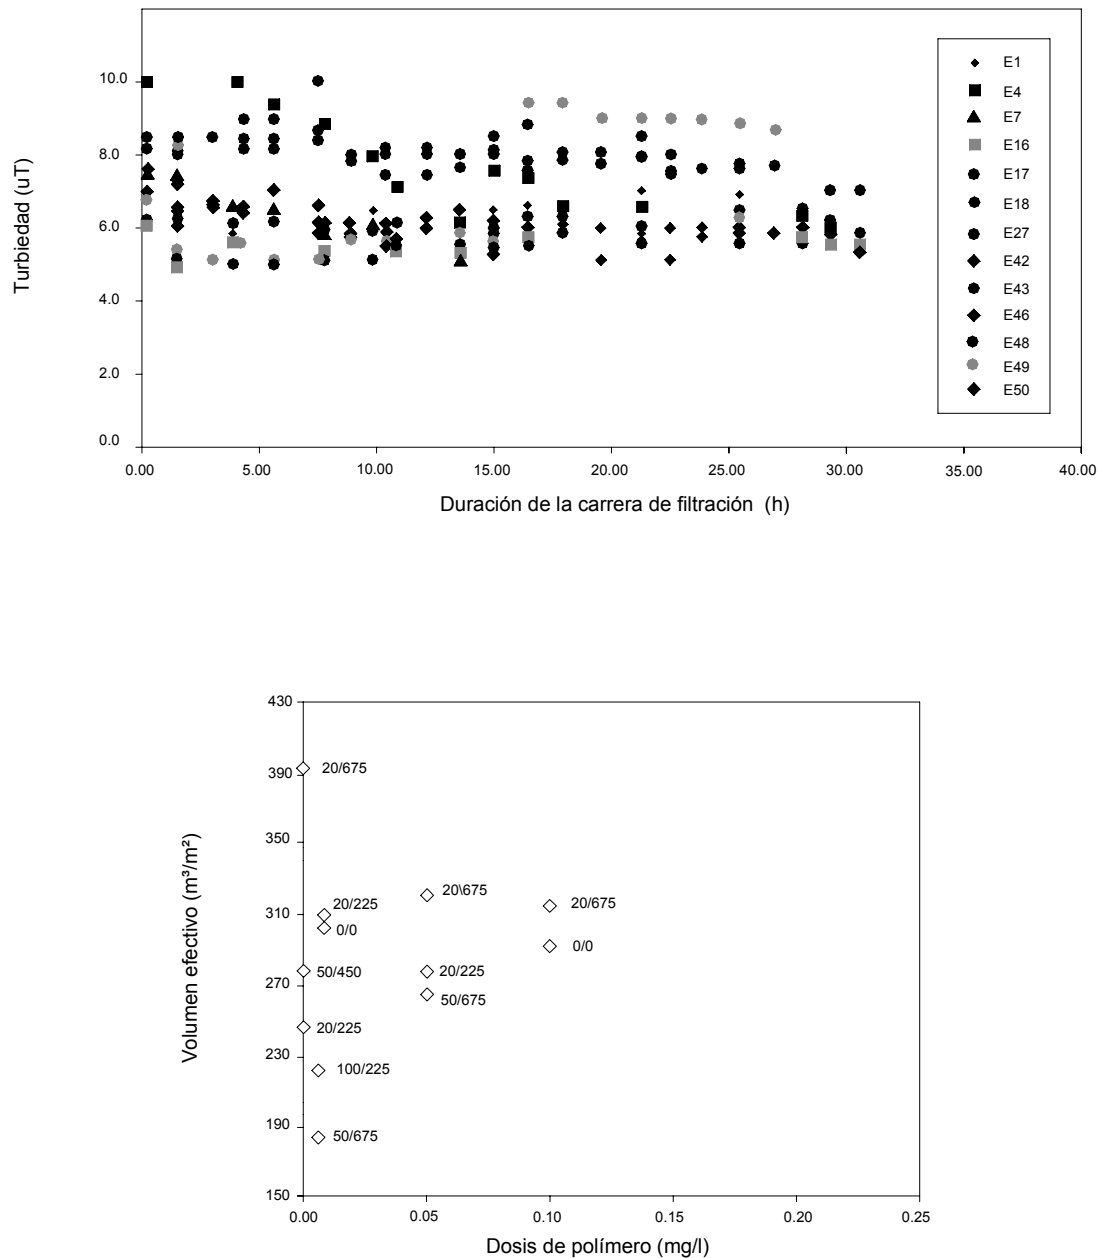 Turbiedad (uT)
10.0
8.0
6.0
4.0
2.0
0.0
0.00
5.00
10.00
15.00
20.00
25.00
30.00
35.00
40.00
Duración de la carrera de filtración (h)
E1
E4
E7
E16
E17
E18
E27
E42
E43
E46
E48
E49
E50
Volumen efectivo (m³/m²)
430
390
350
310
270
230
190
150
20/675
20/225
0/0
50/450
20/225
100/225
50/675
20\675
20/225
50/675
20/675
0/0
0.00
0.05
0.10
0.15
0.20
0.25
Dosis de polímero (mg/l)